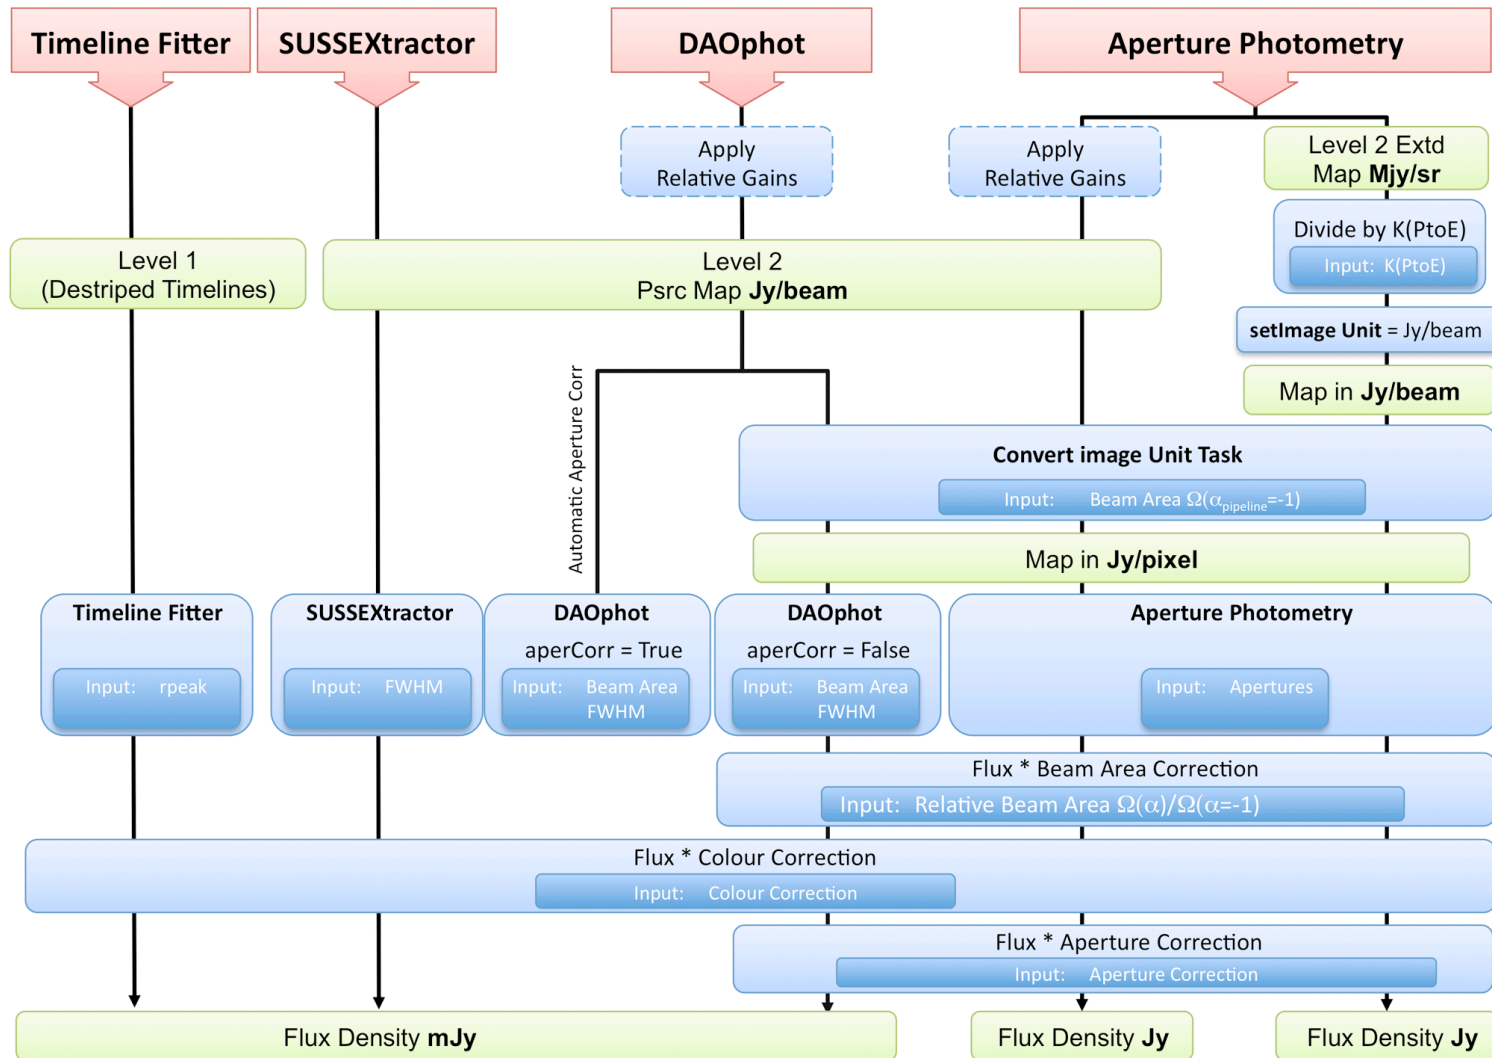 Timeline Fitter
SUSSEXtractor
DAOphot
Aperture Photometry
Apply
Relative Gains
Apply
Relative Gains
Level 2 Extd
Map Mjy/sr
Divide by K(PtoE)
Input: K(PtoE)
Level 1
(Destriped Timelines)
Level 2
Psrc Map Jy/beam
setImage Unit = Jy/beam
Map in Jy/beam
Automatic Aperture Corr
Convert image Unit Task
Input: Beam Area Ω(αpipeline=-1)
Map in Jy/pixel
Timeline Fitter
Input: rpeak
SUSSEXtractor
Input: FWHM
DAOphot
aperCorr = True
Input: Beam Area
FWHM
DAOphot
aperCorr = False
Input: Beam Area
FWHM
Aperture Photometry
Input: Apertures
Flux * Beam Area Correction
Input: Relative Beam Area Ω(α)/Ω(α=-1)
Flux * Colour Correction
Input: Colour Correction
Flux * Aperture Correction
Input: Aperture Correction
Flux Density mJy
Flux Density Jy
Flux Density Jy